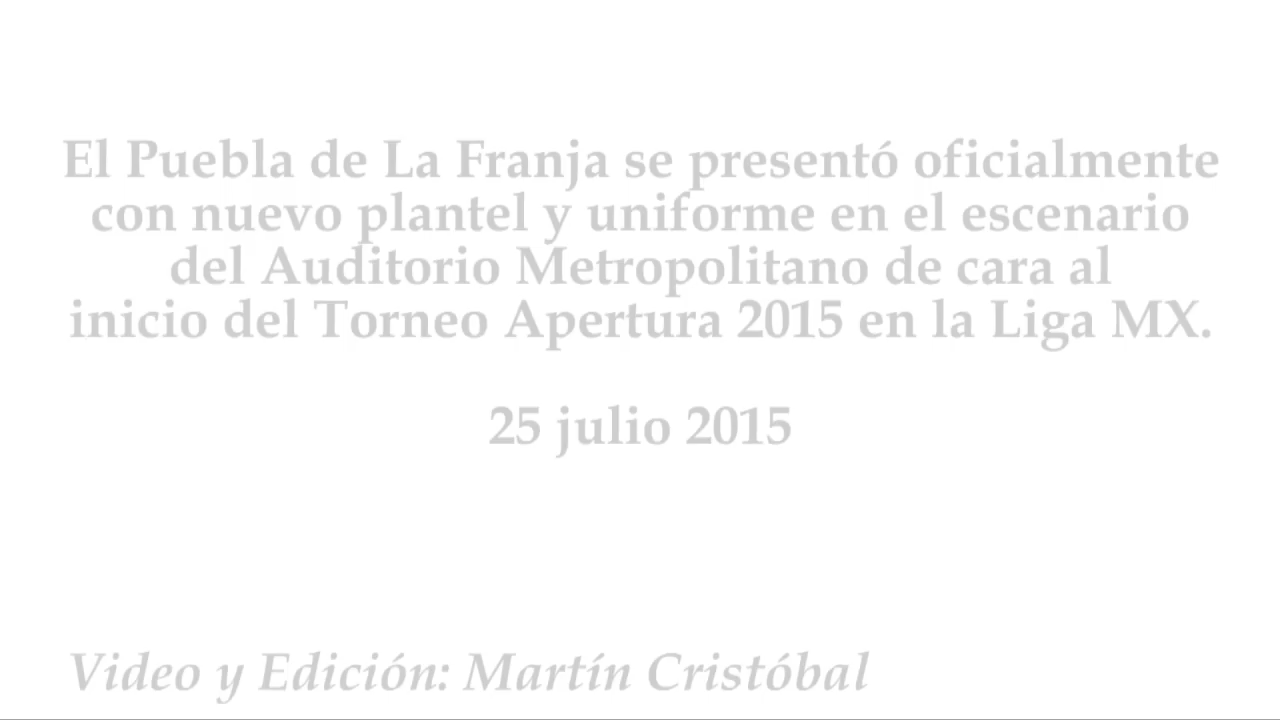 El Puebla de La Franja se presentó oficialmente
con nuevo plantel y uniforme en el escenario
del Auditorio Metropolitano de cara al
inicio del Torneo Apertura 2015 en la Liga MX.
25 julio 2015
Video y Edición: Martín Cristóbal